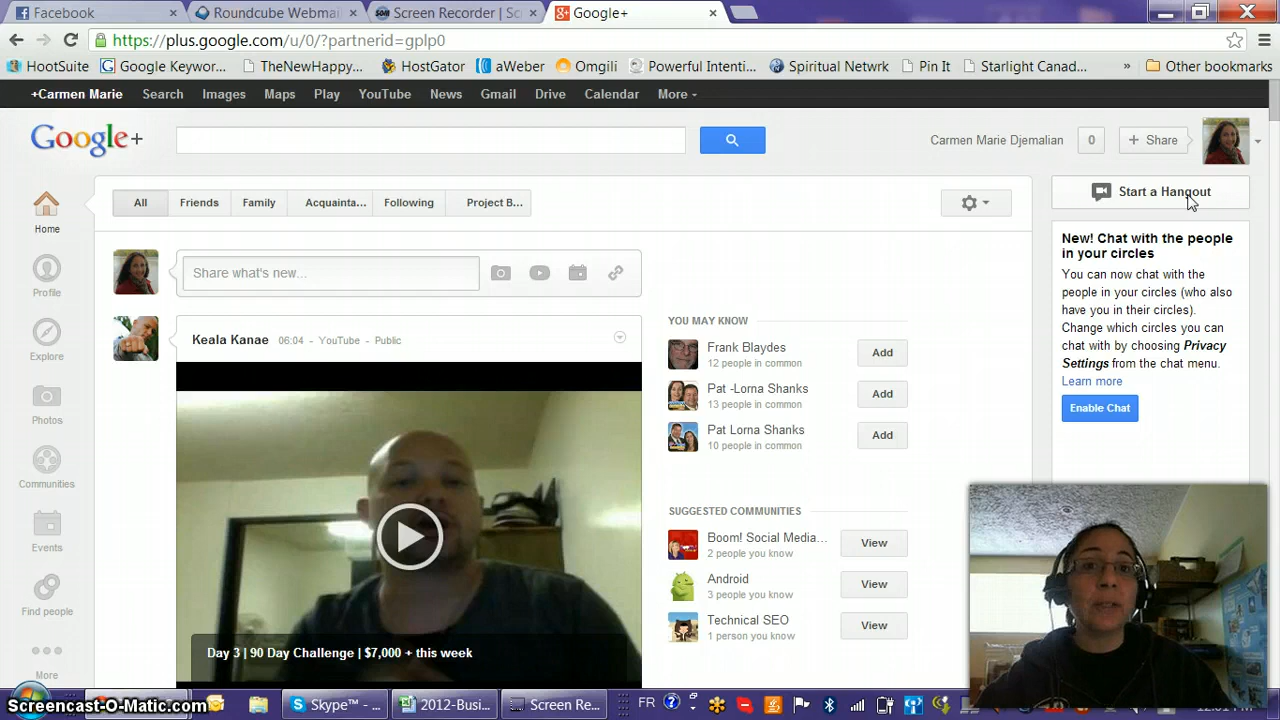 Facebook
Roundcube Webmai
Screen Recorder | Sc
Google+
https://plus.google.com/u/0/?partnerid=gplp0
HootSuite
Google Keywor...
TheNewHappy...
HostGator
aWeber
Omgili
Powerful Intenti...
Spiritual Netwrk
Pin It
Starlight Canad...
»
Other bookmarks
+Carmen Marie Search Images Maps Play YouTube News Gmail Drive Calendar More
Google+
Carmen Marie Djemalian
0
+ Share
Start a Hangout
All
Friends
Family
Acquainta...
Following
Project B...
Home
Profile
Explore
Photos
Communities
Events
Find people
More
Share what's new...
Keala Kanae 06:04 - YouTube - Public
Day 3 | 90 Day Challenge | $7,000 + this week
YOU MAY KNOW
Frank Blaydes
12 people in common
Add
Pat -Lorna Shanks
13 people in common
Add
Pat Lorna Shanks
10 people in common
Add
SUGGESTED COMMUNITIES
Boom! Social Media...
2 people you know
View
Android
3 people you know
View
Technical SEO
1 person you know
View
New! Chat with the people
in your circles
You can now chat with the
people in your circles (who also
have you in their circles).
Change which circles you can
chat with by choosing Privacy
Settings from the chat menu.
Learn more
Enable Chat
Screencast-O-Matic.com
Skype™ - ...
2012-Busi...
Screen Re...
FR